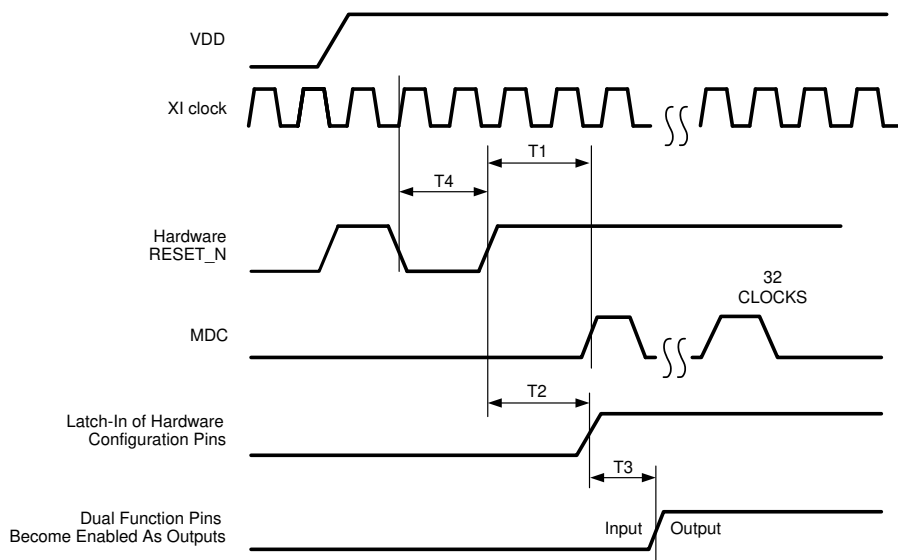 VDD
XI clock
T1
T4
Hardware
RESET_N
32
CLOCKS
MDC
T2
Latch-In of Hardware
Configuration Pins
T3
Dual Function Pins
Become Enabled As Outputs
Input
Output